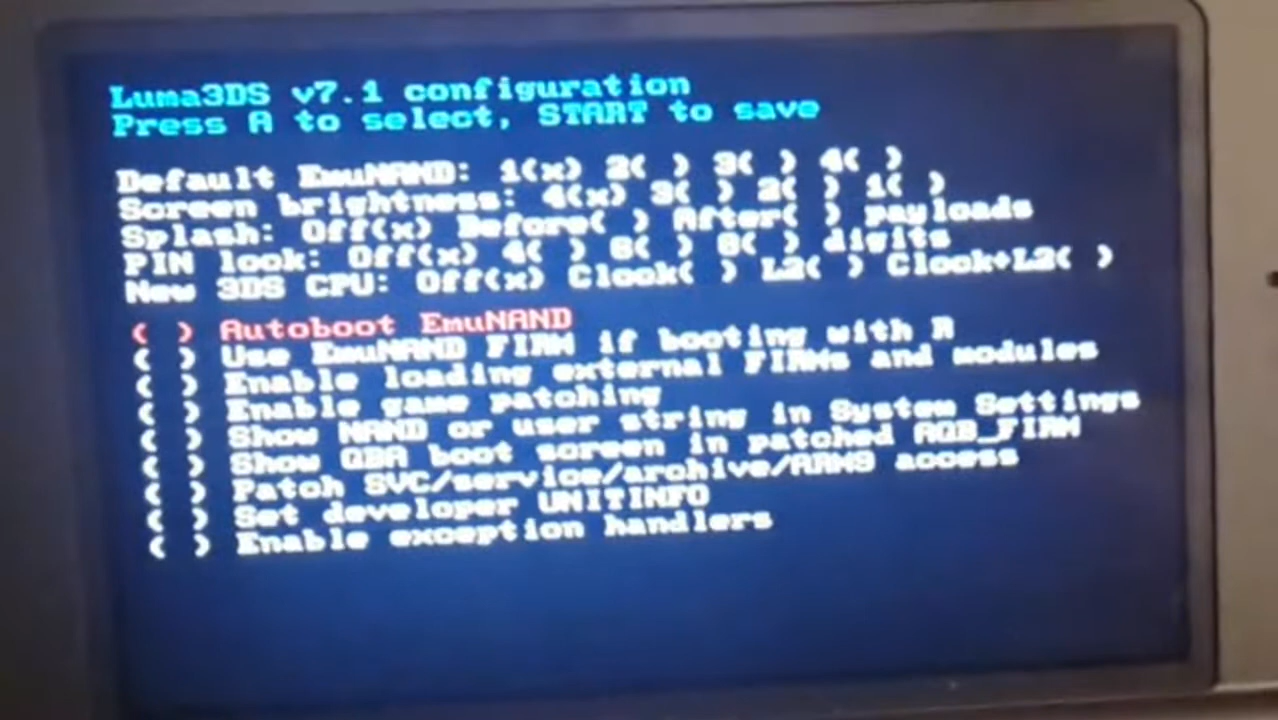 Luma3DS v7.1 configuration
Press A to select, START to save
Default EmuNAND: 1(x) 2( ) 3( ) 4( )
Screen brightness: 4(x) 3( ) 2( ) 1( )
Splash: Off(x) Before( ) After( ) payloads
PIN lock: Off(x) 4( ) 6( ) 8( ) digits
New 3DS CPU: Off(x) Clock( ) L2( ) Clock+L2( )
( ) Autoboot EmuNAND
( ) Use EmuNAND FIRM if booting with R
( ) Enable loading external FIRMs and modules
( ) Enable game patching
( ) Show NAND or user string in System Settings
( ) Show GBA boot screen in patched AGB_FIRM
( ) Patch SVC/service/archive/ARM9 access
( ) Set developer UNITINFO
( ) Enable exception handlers